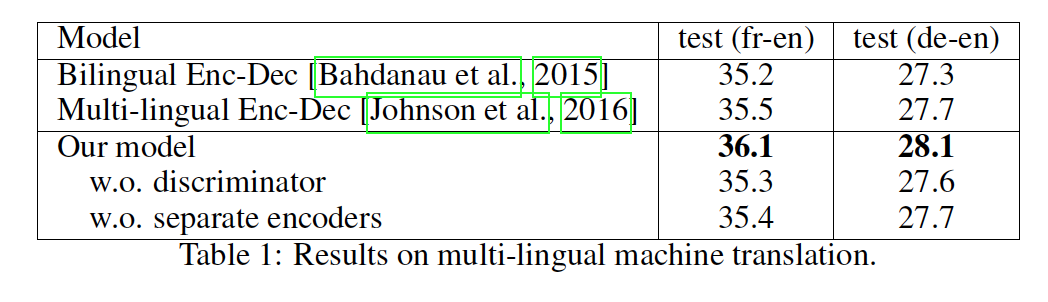 Model test (fr-en) test (de-en)
Bilingual Enc-Dec [Bahdanau et al., 2015] 35.2 27.3
Multi-lingual Enc-Dec [Johnson et al., 2016] 35.5 27.7
Our model 36.1 28.1
w.o. discriminator 35.3 27.6
w.o. separate encoders 35.4 27.7
Table 1: Results on multi-lingual machine translation.